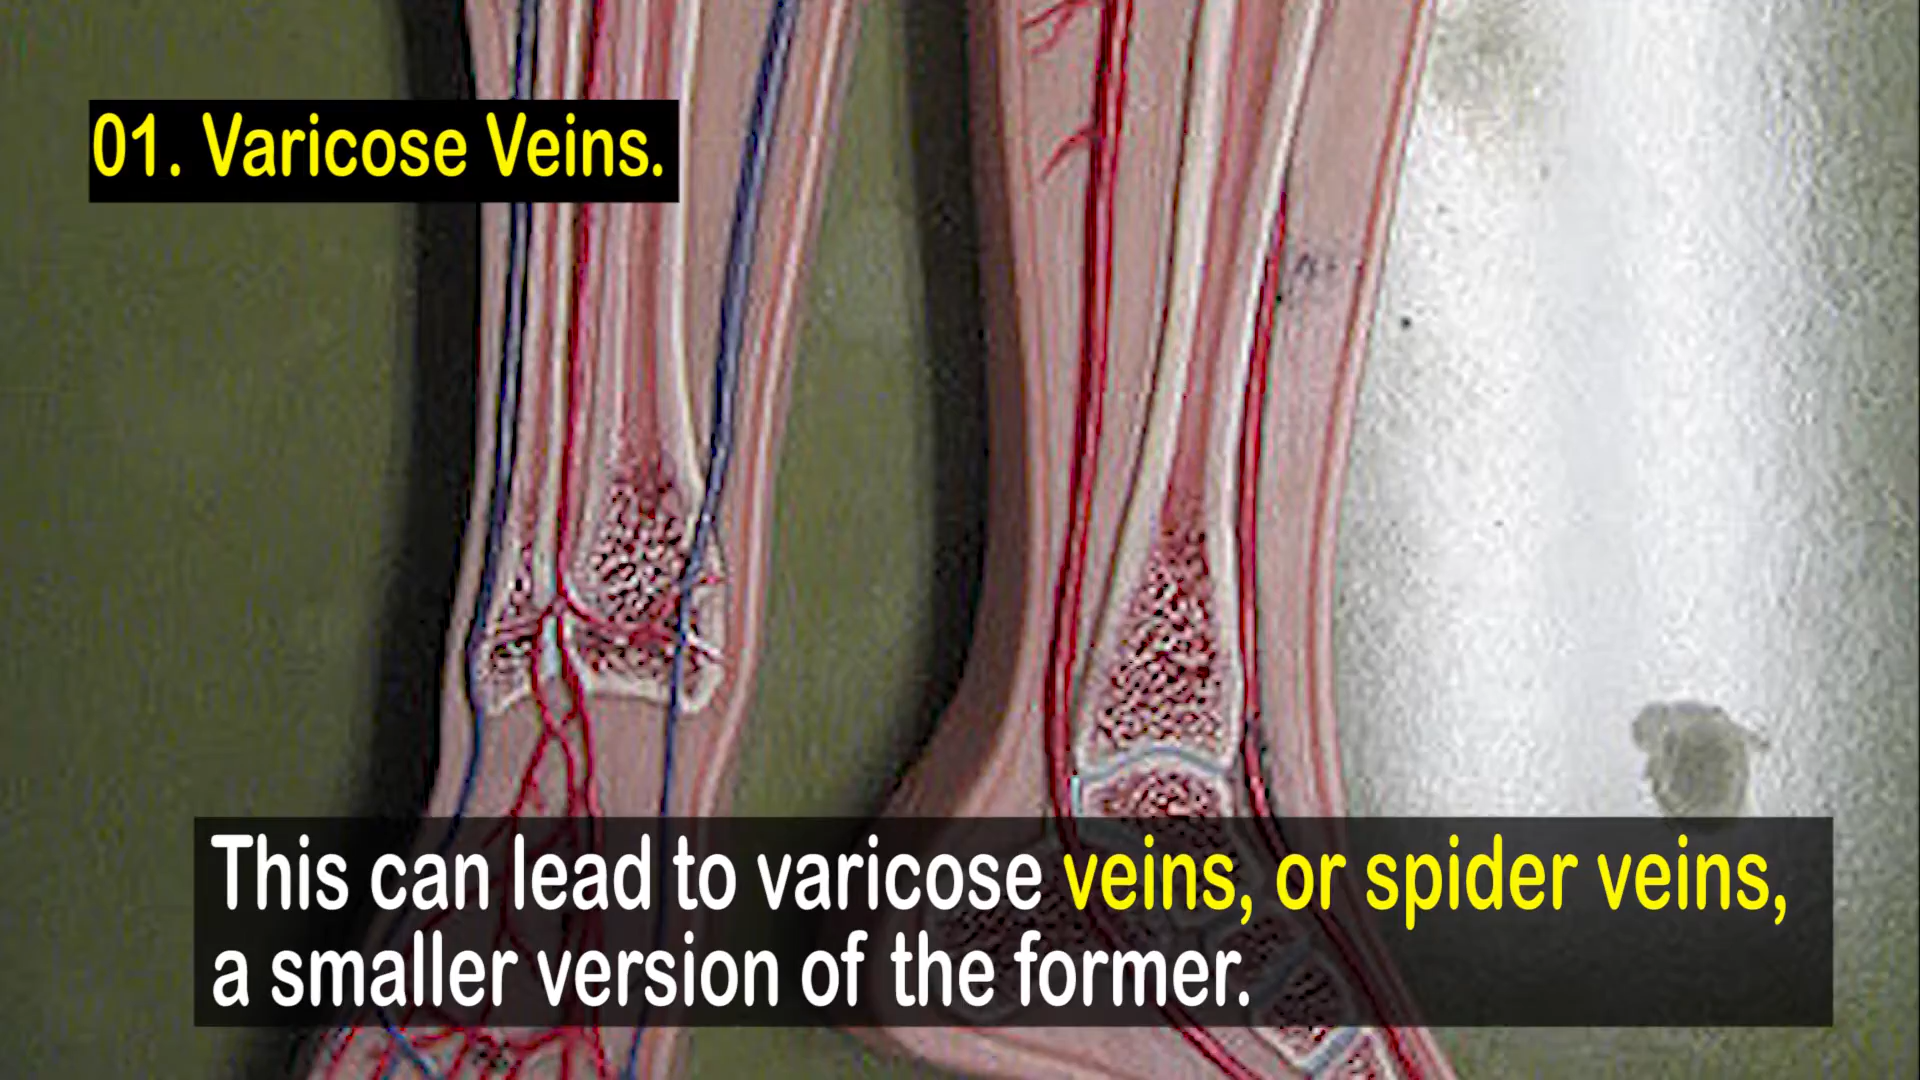 01. Varicose Veins.
This can lead to varicose veins, or spider veins,
a smaller version of the former.